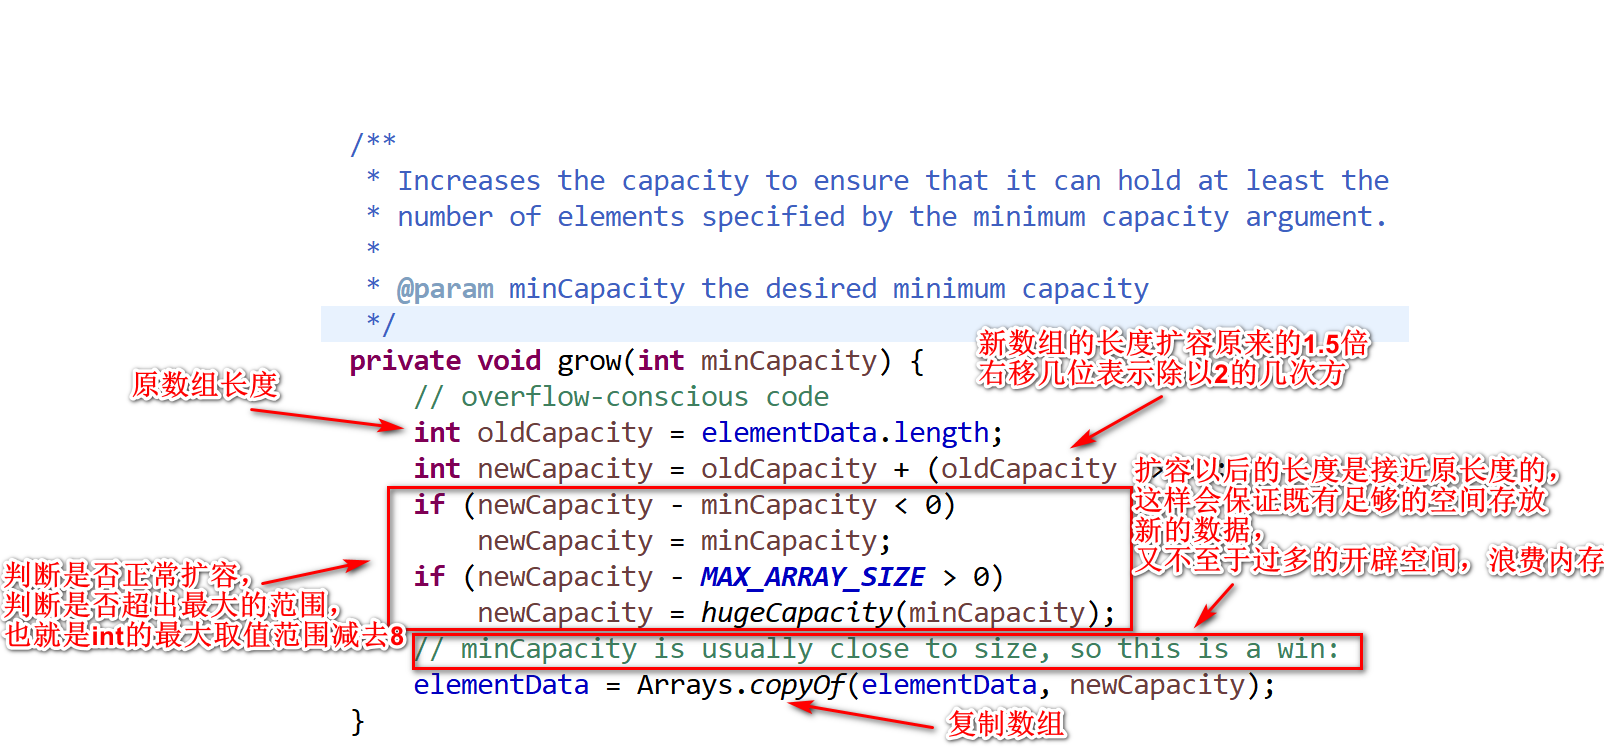 /**
* Increases the capacity to ensure that it can hold at least the
* number of elements specified by the minimum capacity argument.
*
* @param minCapacity the desired minimum capacity
*/
新数组的长度扩容原来的1.5倍
右移几位表示除以2的几次方
private void grow(int minCapacity) {
原数组长度
// overflow-conscious code
int oldCapacity = elementData.length;
int newCapacity = oldCapacity + (oldCapacity
扩容以后的长度是接近原长度的，
这样会保证既有足够的空间存放
新的数据，
又不至于过多的开辟空间，浪费内存
if (newCapacity - minCapacity < 0)
newCapacity = minCapacity;
if (newCapacity - MAX_ARRAY_SIZE > 0)
newCapacity = hugeCapacity(minCapacity);
判断是否正常扩容，
判断是否超出最大的范围，
也就是int的最大取值范围减去8
// minCapacity is usually close to size, so this is a win:
elementData = Arrays.copyOf(elementData, newCapacity);
复制数组
}